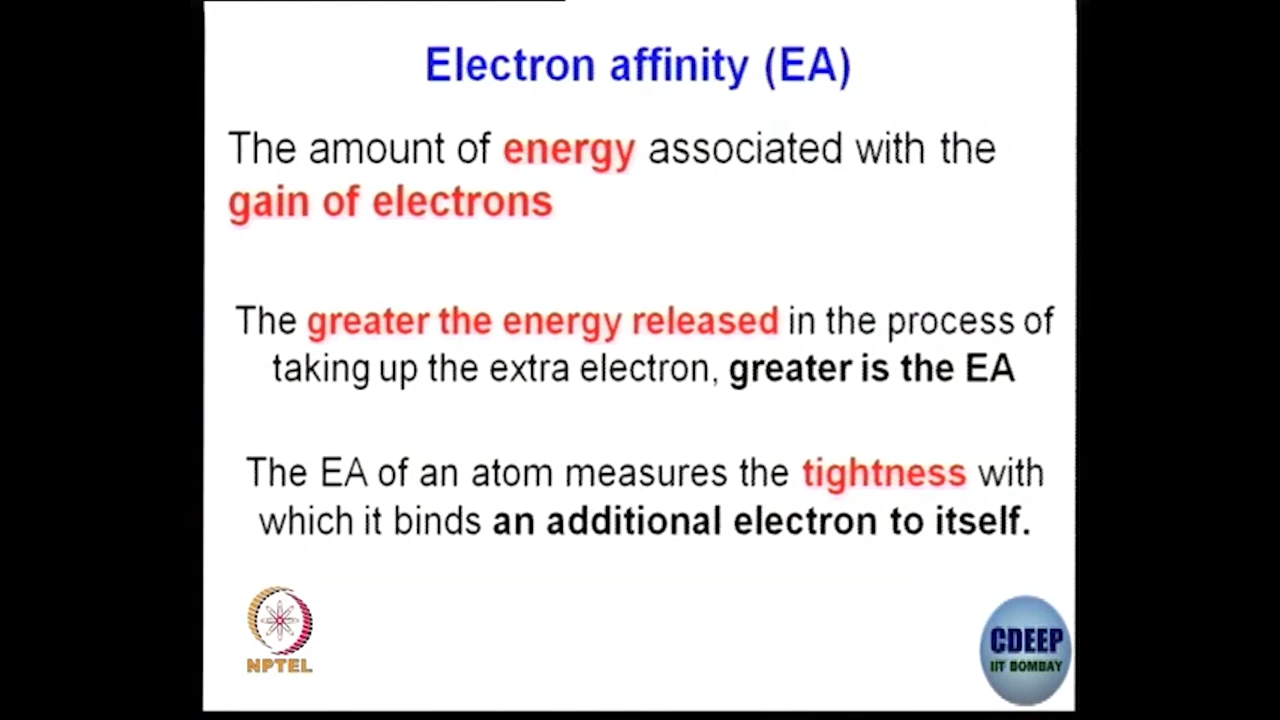 Electron affinity (EA)
The amount of energy associated with the
gain of electrons
The greater the energy released in the process of
taking up the extra electron, greater is the EA
The EA of an atom measures the tightness with
which it binds an additional electron to itself.
NPTEL
CDEEP
IIT BOMBAY